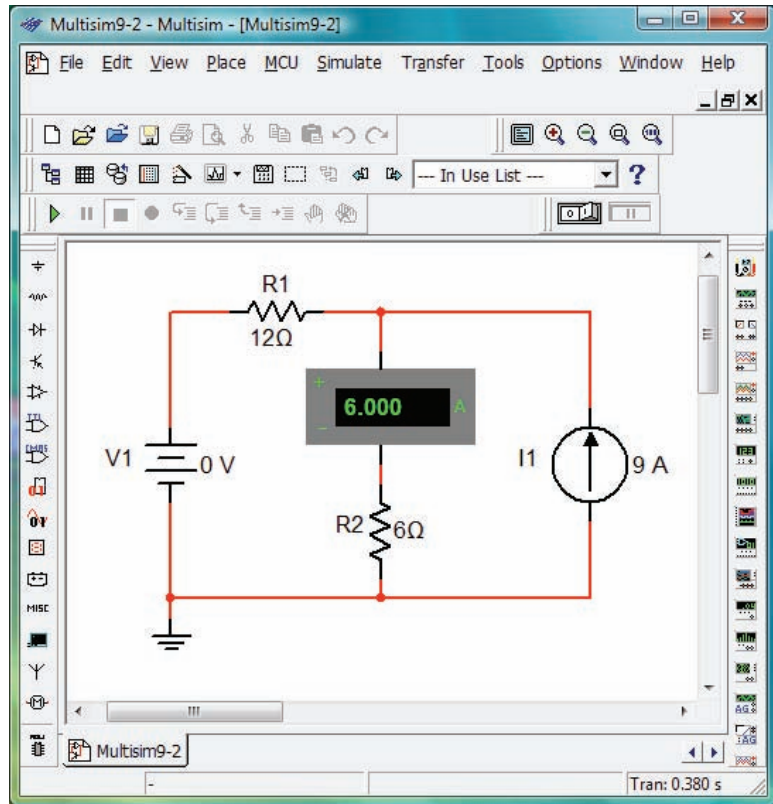 Multisim9-2 - Multisim - [Multisim9-2]
File Edit View Place MCU Simulate Transfer Tools Options Window Help
--- In Use List ---
R1
12Ω
+
6.000 A
–
V1 0 V
I1 9 A
R2 6Ω
MISC
Multisim9-2
- Tran: 0.380 s